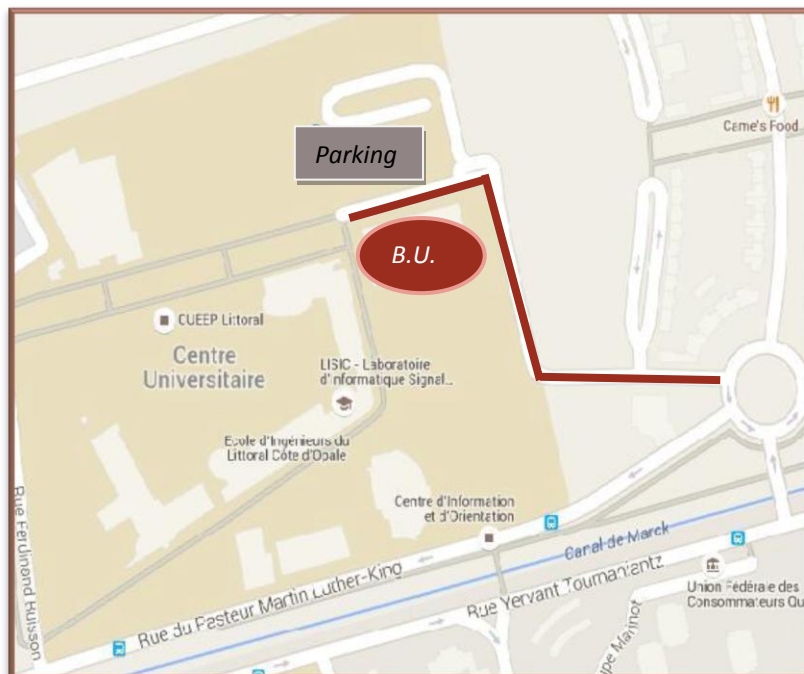 Came's Food
Parking
B.U.
CUEEP Littoral
Centre
Universitaire
LISIC - Laboratoire
d'Informatique Signal...
Ecole d'Ingénieurs du
Littoral Côte d'Opale
Centre d'Information
et d'Orientation
Canal de Marck
Rue Ferdinand Buisson
Rue du Pasteur Martin Luther-King
Rue Yervant Toumaniantz
Union Fédérale des
Consommateurs Qu